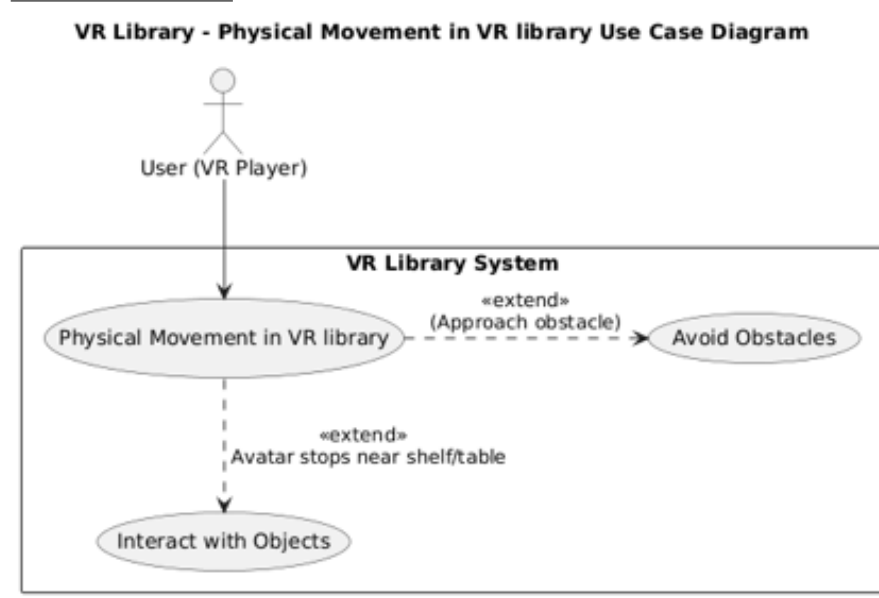 VR Library - Physical Movement in VR library Use Case Diagram
User (VR Player)
VR Library System
«extend»
(Approach obstacle)
Physical Movement in VR library
Avoid Obstacles
«extend»
Avatar stops near shelf/table
Interact with Objects